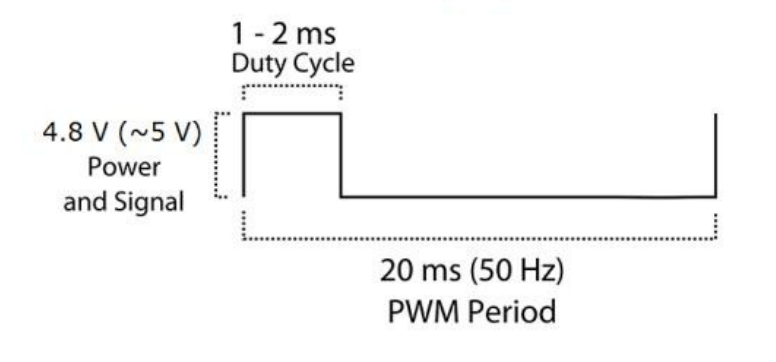 1 - 2 ms
Duty Cycle
4.8 V (~5 V)
Power
and Signal
20 ms (50 Hz)
PWM Period